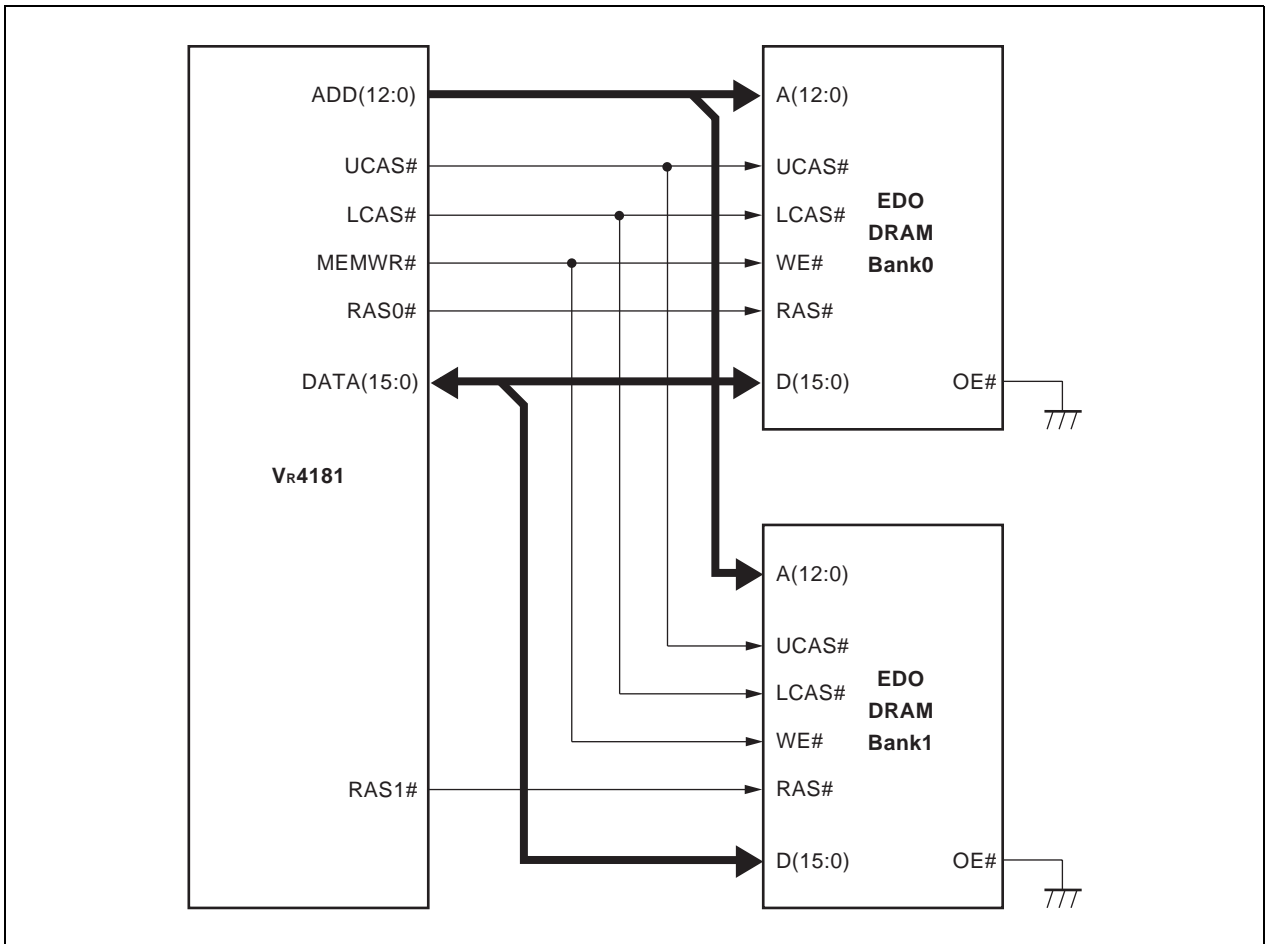 ADD(12:0)
UCAS#
LCAS#
MEMWR#
RAS0#
DATA(15:0)
VR4181
RAS1#
A(12:0)
UCAS#
LCAS#
WE#
RAS#
D(15:0)
EDO
DRAM
Bank0
OE#
A(12:0)
UCAS#
LCAS#
WE#
RAS#
D(15:0)
EDO
DRAM
Bank1
OE#